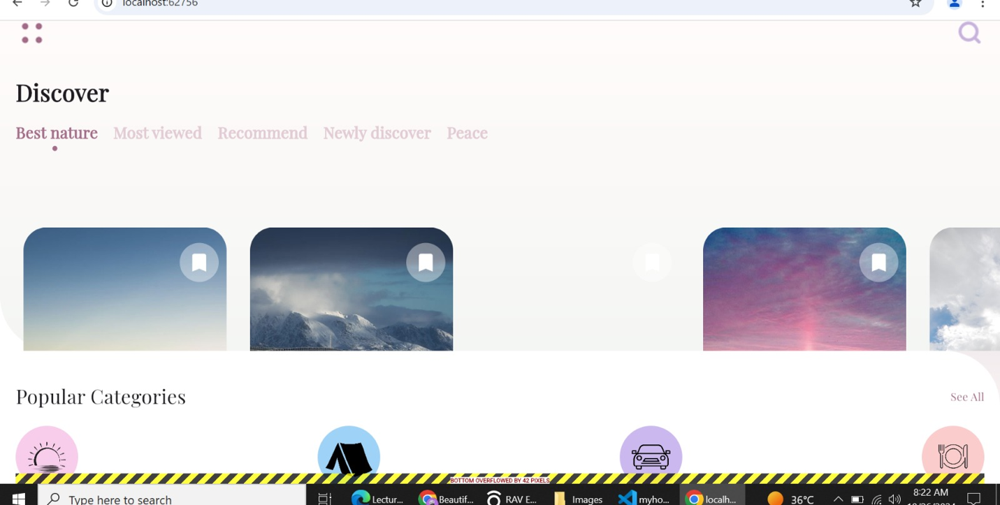 localhost:62756
Discover
Best nature Most viewed Recommend Newly discover Peace
Popular Categories
See All
BOTTOM OVERFLOWED BY 42 PIXELS
Type here to search
Lectur... Beautif... RAV E... Images myho... localh... 36°C 8:22 AM